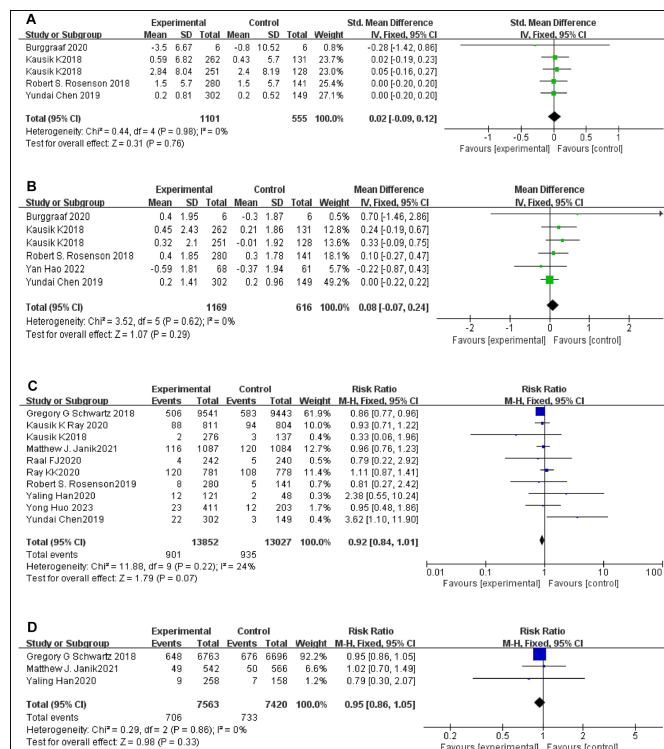 A
Experimental Control Std. Mean Difference Std. Mean Difference
Study or Subgroup Mean SD Total Mean SD Total Weight IV, Fixed, 95% CI IV, Fixed, 95% CI
Burggraaf 2020 -3.5 6.67 6 -0.8 10.52 6 0.8% -0.28 [-1.42, 0.86]
Kausik K2018 0.59 6.82 262 0.43 5.7 131 23.7% 0.02 [-0.19, 0.23]
Kausik K2018 2.84 8.04 251 2.4 8.19 128 23.0% 0.05 [-0.16, 0.27]
Robert S. Rosenson 2018 1.5 5.7 280 1.5 5.7 141 25.4% 0.00 [-0.20, 0.20]
Yundai Chen 2019 0.2 0.81 302 0.2 0.52 149 27.1% 0.00 [-0.20, 0.20]
Total (95% CI) 1101 555 100.0% 0.02 [-0.09, 0.12]
Heterogeneity: Chi² = 0.44, df = 4 (P = 0.98); I² = 0%
Test for overall effect: Z = 0.31 (P = 0.76)
-1 -0.5 0 0.5 1
Favours [experimental] Favours [control]
B
Experimental Control Mean Difference Mean Difference
Study or Subgroup Mean SD Total Mean SD Total Weight IV, Fixed, 95% CI IV, Fixed, 95% CI
Burggraaf 2020 0.4 1.95 6 -0.3 1.87 6 0.5% 0.70 [-1.46, 2.86]
Kausik K2018 0.45 2.43 262 0.21 1.86 131 12.9% 0.24 [-0.19, 0.67]
Kausik K2018 0.32 2.1 251 -0.01 1.92 128 13.3% 0.33 [-0.09, 0.75]
Robert S. Rosenson 2018 0.4 1.85 280 0.3 1.78 141 18.4% 0.10 [-0.27, 0.47]
Yan Hao 2022 -0.59 1.81 68 -0.37 1.94 61 5.6% -0.22 [-0.87, 0.43]
Yundai Chen 2019 0.2 1.41 302 0.2 0.96 149 49.2% 0.00 [-0.22, 0.22]
Total (95% CI) 1169 616 100.0% 0.08 [-0.07, 0.24]
Heterogeneity: Chi² = 3.52, df = 5 (P = 0.62); I² = 0%
Test for overall effect: Z = 1.07 (P = 0.29)
-2 -1 0 1 2
Favours [experimental] Favours [control]
C
Experimental Control Risk Ratio Risk Ratio
Study or Subgroup Events Total Events Total Weight M-H, Fixed, 95% CI M-H, Fixed, 95% CI
Gregory G Schwartz 2018 506 9541 583 9443 61.9% 0.86 [0.77, 0.96]
Kausik K Ray 2020 88 811 94 804 10.0% 0.93 [0.71, 1.22]
Kausik K2018 2 276 3 137 0.4% 0.33 [0.06, 1.96]
Matthew J. Janik2021 116 1087 120 1084 12.7% 0.96 [0.76, 1.23]
Raal FJ2020 4 242 5 240 0.5% 0.79 [0.22, 2.92]
Ray KK2020 120 781 108 778 11.4% 1.11 [0.87, 1.41]
Robert S. Rosenson2019 8 280 5 141 0.7% 0.81 [0.27, 2.42]
Yaling Han2020 12 121 2 48 0.3% 2.38 [0.55, 10.24]
Yong Huo 2023 23 411 12 203 1.7% 0.95 [0.48, 1.86]
Yundai Chen2019 22 302 3 149 0.4% 3.62 [1.10, 11.90]
Total (95% CI) 13852 13027 100.0% 0.92 [0.84, 1.01]
Total events 901 935
Heterogeneity: Chi² = 11.88, df = 9 (P = 0.22); I² = 24%
Test for overall effect: Z = 1.79 (P = 0.07)
0.01 0.1 1 10 100
Favours [experimental] Favours [control]
D
Experimental Control Risk Ratio Risk Ratio
Study or Subgroup Events Total Events Total Weight M-H, Fixed, 95% CI M-H, Fixed, 95% CI
Gregory G Schwartz 2018 648 6763 676 6696 92.2% 0.95 [0.86, 1.05]
Matthew J. Janik2021 49 542 50 566 6.6% 1.02 [0.70, 1.49]
Yaling Han2020 9 258 7 158 1.2% 0.79 [0.30, 2.07]
Total (95% CI) 7563 7420 100.0% 0.95 [0.86, 1.05]
Total events 706 733
Heterogeneity: Chi² = 0.29, df = 2 (P = 0.86); I² = 0%
Test for overall effect: Z = 0.98 (P = 0.33)
0.2 0.5 1 2 5
Favours [experimental] Favours [control]